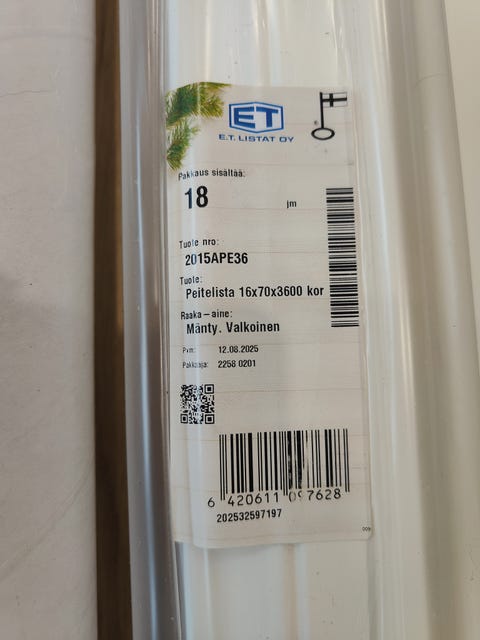 ET
E.T. LISTAT OY
Pakkaus sisältää:
18 jm
Tuote nro:
2015APE36
Tuote:
Peitelista 16x70x3600 kor
Raaka-aine:
Mänty. Valkoinen
Pvm: 12.08.2025
Pakkaaja: 2258 0201
6 420611 097628
202532597197